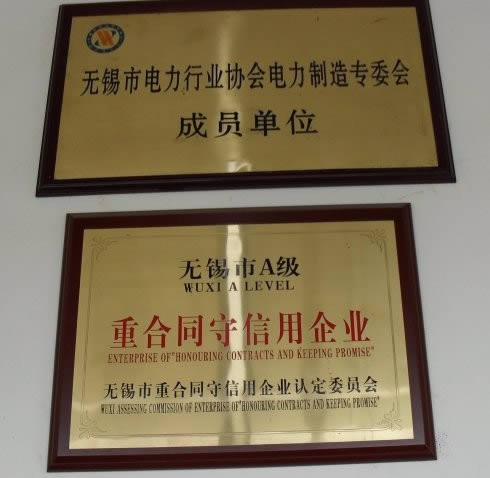 无锡市电力行业协会电力制造专委会
成员单位
无锡市A级
WUXI A LEVEL
重合同守信用企业
ENTERPRISE OF"HONOURING CONTRACTS AND KEEPING PROMISE"
无锡市重合同守信用企业认定委员会
WUXI ASSESSING COMMISSION OF ENTERPRISE OF"HONOURING CONTRACTS AND KEEPING PROMISE"